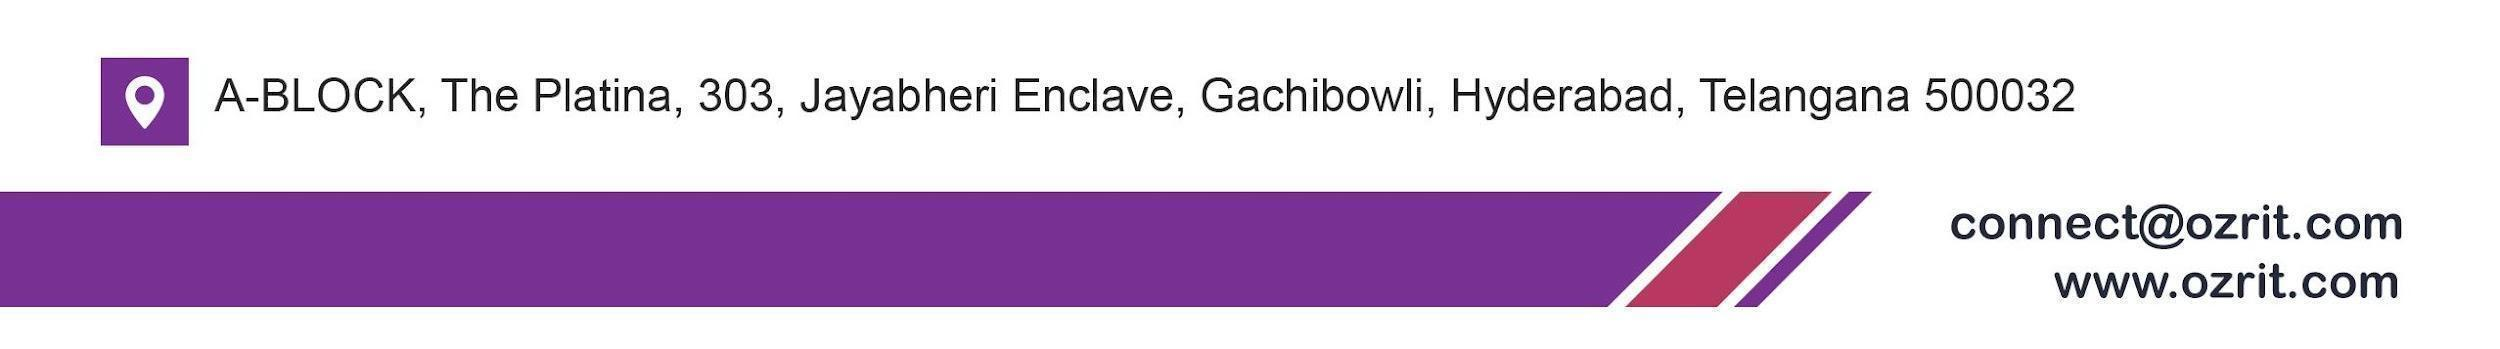 A-BLOCK, The Platina, 303, Jayabheri Enclave, Gachibowli, Hyderabad, Telangana 500032
connect@ozrit.com
www.ozrit.com